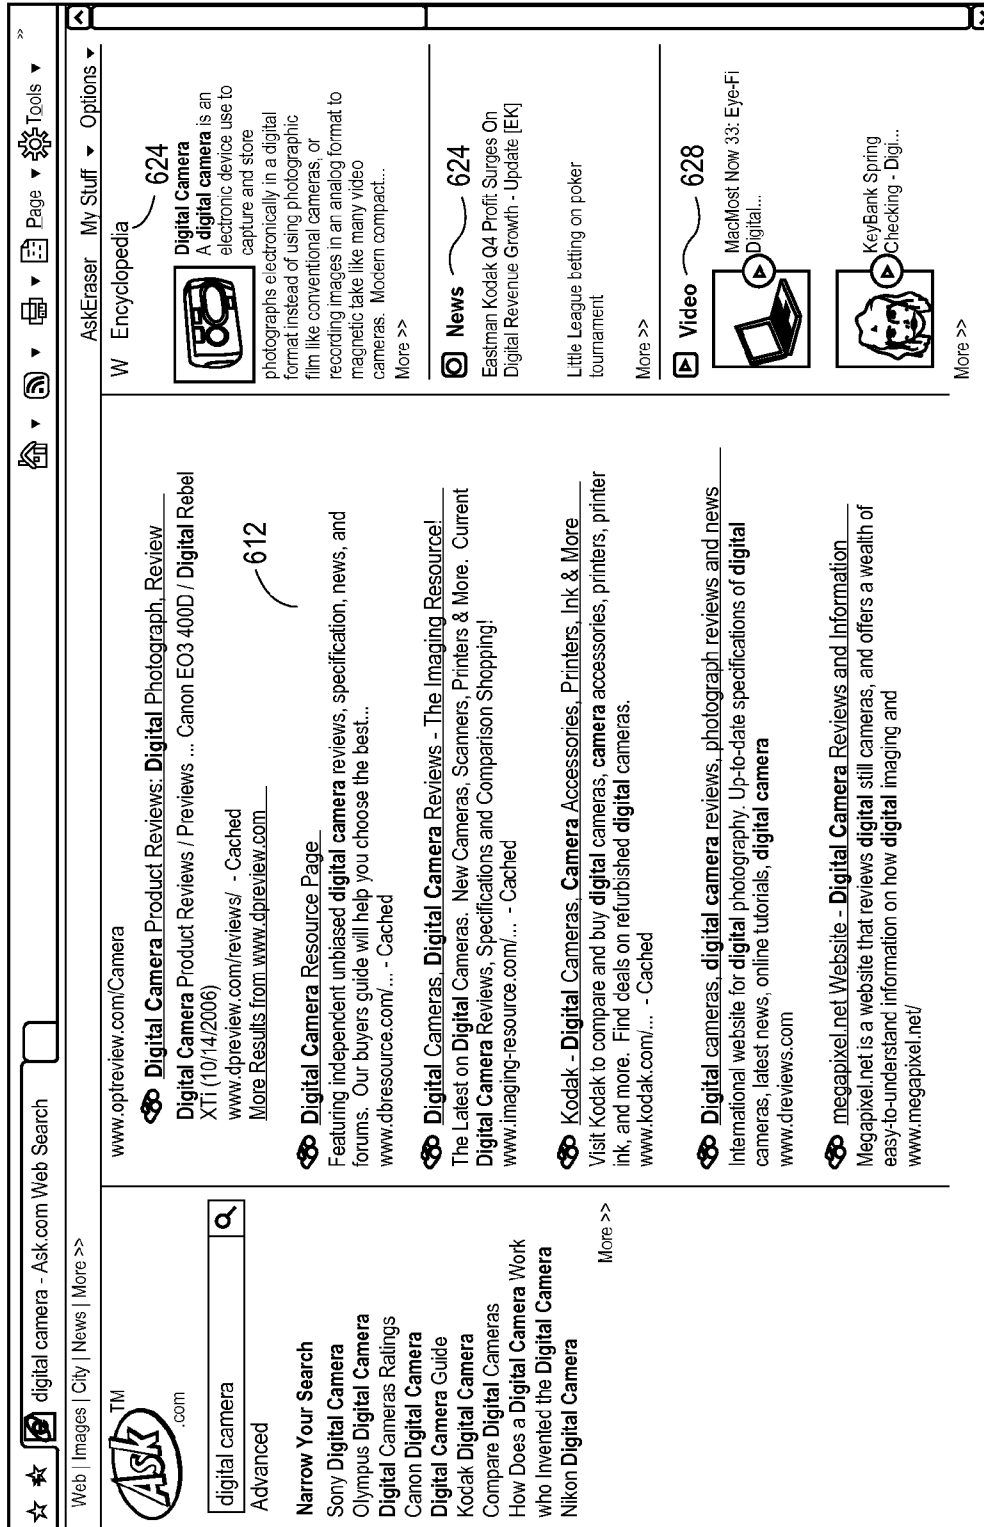 digital camera - Ask.com Web Search
Page
Tools
>>
Web | Images | City | News | More >>
AskEraser My Stuff Options
Ask TM
.com
digital camera
Advanced
Narrow Your Search
Sony Digital Camera
Olympus Digital Camera
Digital Cameras Ratings
Canon Digital Camera
Digital Camera Guide
Kodak Digital Camera
Compare Digital Cameras
How Does a Digital Camera Work
who Invented the Digital Camera
Nikon Digital Camera
More >>
www.optreview.com/Camera
Digital Camera Product Reviews: Digital Photograph, Review
Digital Camera Product Reviews / Previews ... Canon EO3 400D / Digital Rebel
XTi (10/14/2006)
www.dpreview.com/reviews/ - Cached
More Results from www.dpreview.com
612
Digital Camera Resource Page
Featuring independent unbiased digital camera reviews, specification, news, and
forums. Our buyers guide will help you choose the best...
www.dbresource.com/... - Cached
Digital Cameras, Digital Camera Reviews - The Imaging Resource!
The Latest on Digital Cameras. New Cameras, Scanners, Printers & More. Current
Digital Camera Reviews, Specifications and Comparison Shopping!
www.imaging-resource.com/... - Cached
Kodak - Digital Cameras, Camera Accessories, Printers, Ink & More
Visit Kodak to compare and buy digital cameras, camera accessories, printers, printer
ink, and more. Find deals on refurbished digital cameras.
www.kodak.com/... - Cached
Digital cameras, digital camera reviews, photograph reviews and news
International website for digital photography. Up-to-date specifications of digital
cameras, latest news, online tutorials, digital camera
www.dreviews.com
megapixel.net Website - Digital Camera Reviews and Information
Megapixel.net is a website that reviews digital still cameras, and offers a wealth of
easy-to-understand information on how digital imaging and
www.megapixel.net/
W Encyclopedia
624
Digital Camera
A digital camera is an
electronic device use to
capture and store
photographs electronically in a digital
format instead of using photographic
film like conventional cameras, or
recording images in an analog format to
magnetic take like many video
cameras. Modern compact...
More >>
News
624
Eastman Kodak Q4 Profit Surges On
Digital Revenue Growth - Update [EK]
Little League betting on poker
tournament
More >>
Video
628
MacMost Now 33: Eye-Fi
Digital...
KeyBank Spring
Checking - Digi...
More >>